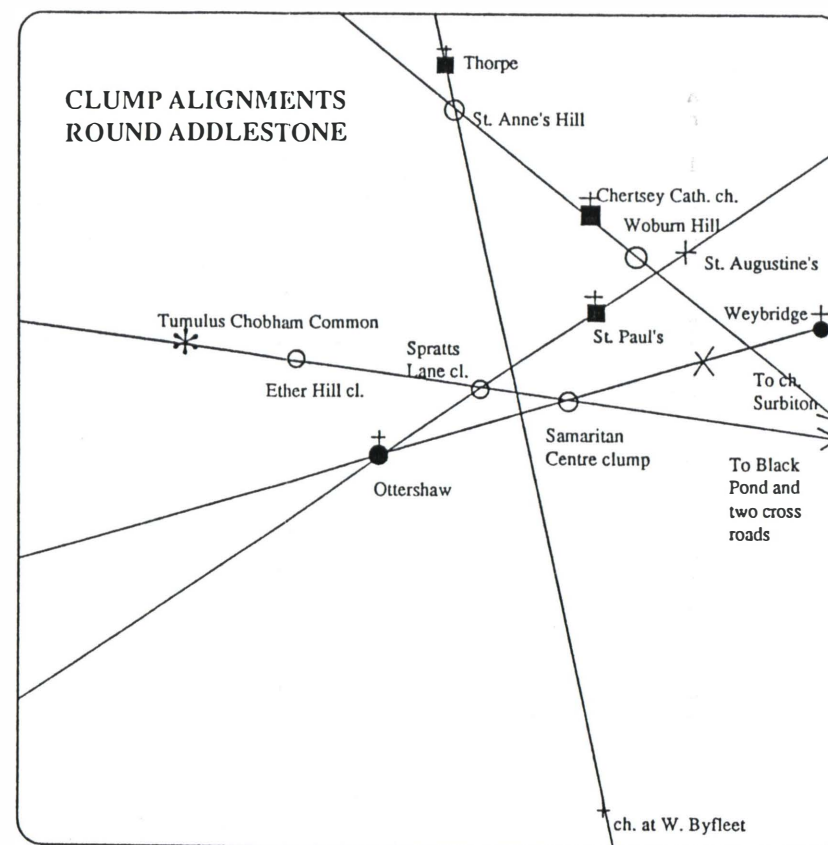 CLUMP ALIGNMENTS
ROUND ADDLESTONE
Thorpe
St. Anne's Hill
Chertsey Cath. ch.
Woburn Hill
St. Augustine's
Weybridge
St. Paul's
Tumulus Chobham Common
Ether Hill cl.
Spratts
Lane cl.
To ch.
Surbiton
Samaritan
Centre clump
Ottershaw
To Black
Pond and
two cross
roads
ch. at W. Byfleet